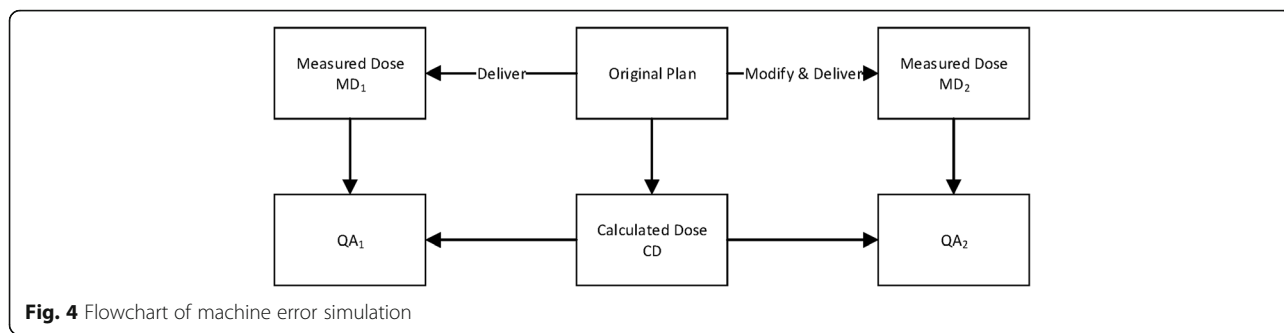 Measured Dose
MD₁
Deliver
Original Plan
Modify & Deliver
Measured Dose
MD₂
QA₁
Calculated Dose
CD
QA₂
Fig. 4 Flowchart of machine error simulation